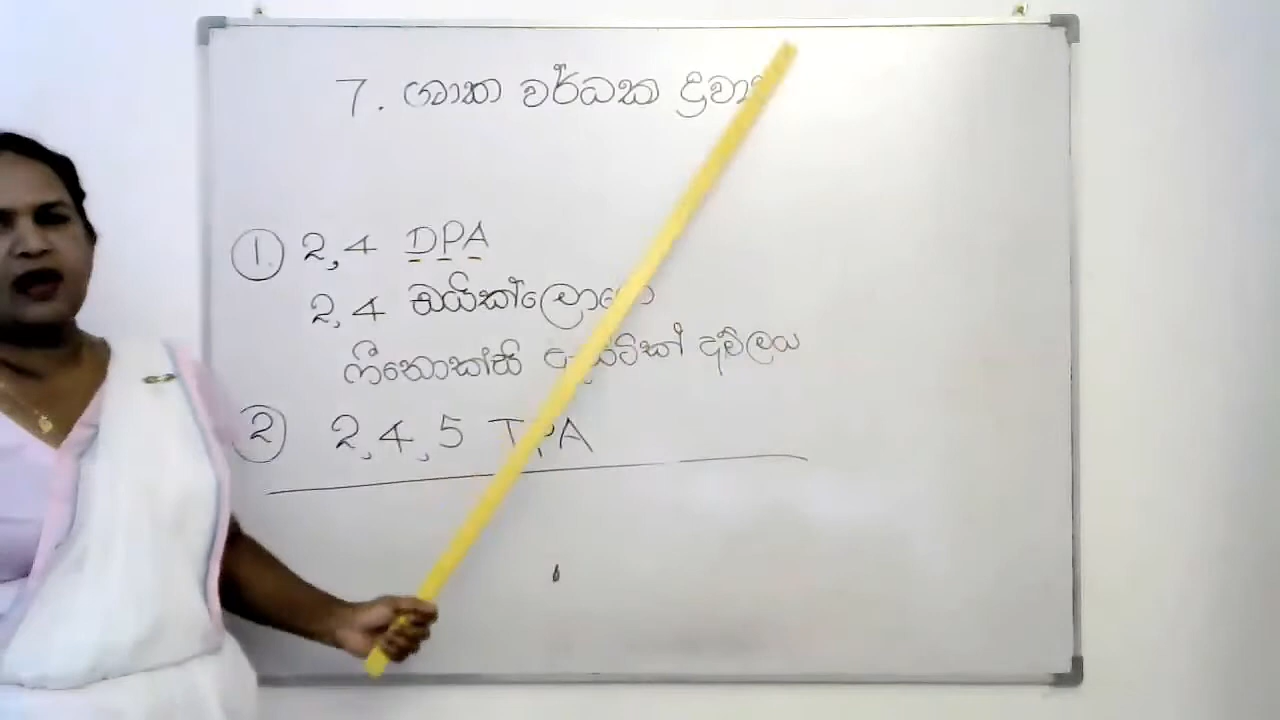 7. ශාක වර්ධක ද්‍රව්‍ය
① 2,4 DPA
2,4 ඩයික්ලොරො
ෆීනොක්සි ඇසිටික් අම්ලය
② 2,4,5 TPA